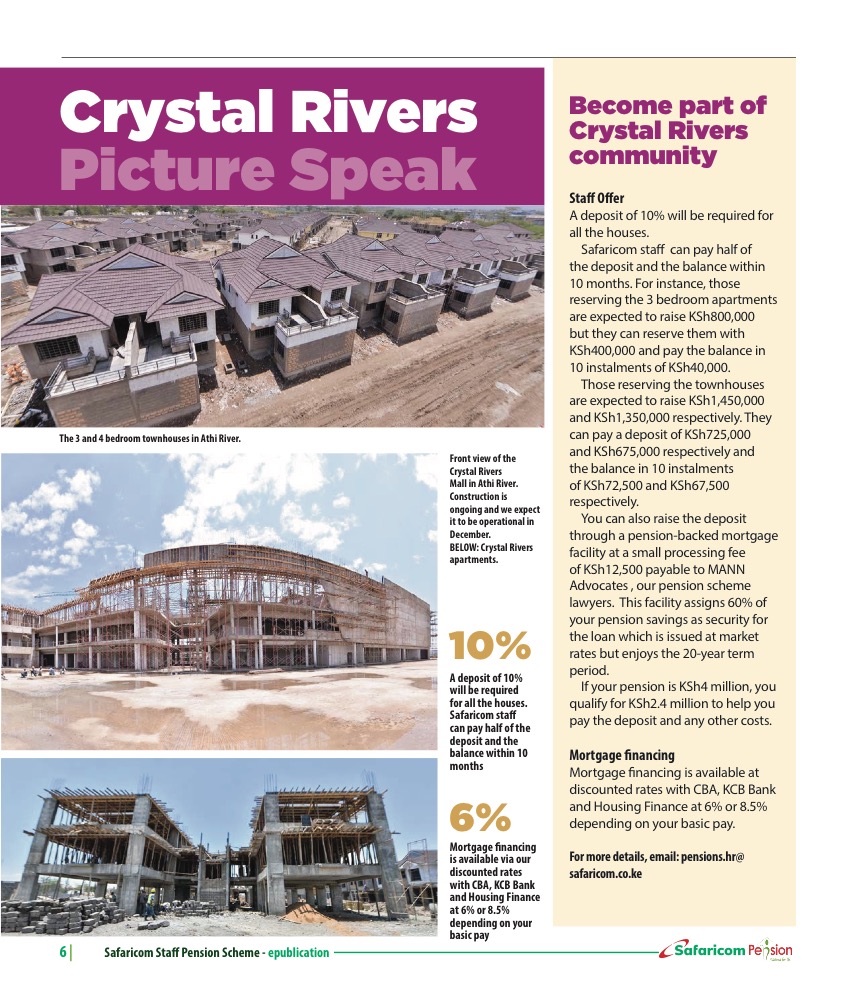 Crystal Rivers
Picture Speak
The 3 and 4 bedroom townhouses in Athi River.
Front view of the
Crystal Rivers
Mall in Athi River.
Construction is
ongoing and we expect
it to be operational in
December.
BELOW: Crystal Rivers
apartments.
10%
A deposit of 10%
will be required
for all the houses.
Safaricom staff
can pay half of the
deposit and the
balance within 10
months
6%
Mortgage financing
is available via our
discounted rates
with CBA, KCB Bank
and Housing Finance
at 6% or 8.5%
depending on your
basic pay
Become part of
Crystal Rivers
community
Staff Offer
A deposit of 10% will be required for
all the houses.
Safaricom staff can pay half of
the deposit and the balance within
10 months. For instance, those
reserving the 3 bedroom apartments
are expected to raise KSh800,000
but they can reserve them with
KSh400,000 and pay the balance in
10 instalments of KSh40,000.
Those reserving the townhouses
are expected to raise KSh1,450,000
and KSh1,350,000 respectively. They
can pay a deposit of KSh725,000
and KSh675,000 respectively and
the balance in 10 instalments
of KSh72,500 and KSh67,500
respectively.
You can also raise the deposit
through a pension-backed mortgage
facility at a small processing fee
of KSh12,500 payable to MANN
Advocates , our pension scheme
lawyers. This facility assigns 60% of
your pension savings as security for
the loan which is issued at market
rates but enjoys the 20-year term
period.
If your pension is KSh4 million, you
qualify for KSh2.4 million to help you
pay the deposit and any other costs.
Mortgage financing
Mortgage financing is available at
discounted rates with CBA, KCB Bank
and Housing Finance at 6% or 8.5%
depending on your basic pay.
For more details, email: pensions.hr@
safaricom.co.ke
6 | Safaricom Staff Pension Scheme - epublication
Safaricom Pension